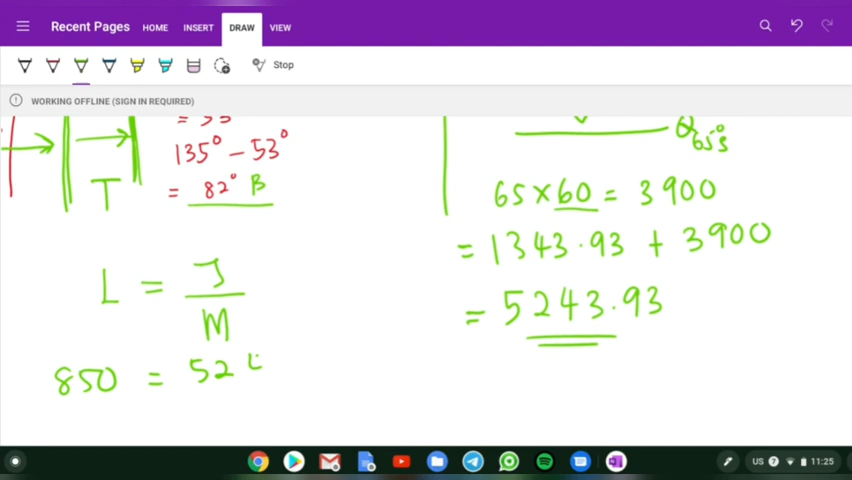 Recent Pages HOME INSERT DRAW VIEW
Stop
WORKING OFFLINE (SIGN IN REQUIRED)
135° - 53°
= 82° B
T
L = J / M
850 = 52
65 × 60 = 3900
= 1343.93 + 3900
= 5243.93
US 11:25